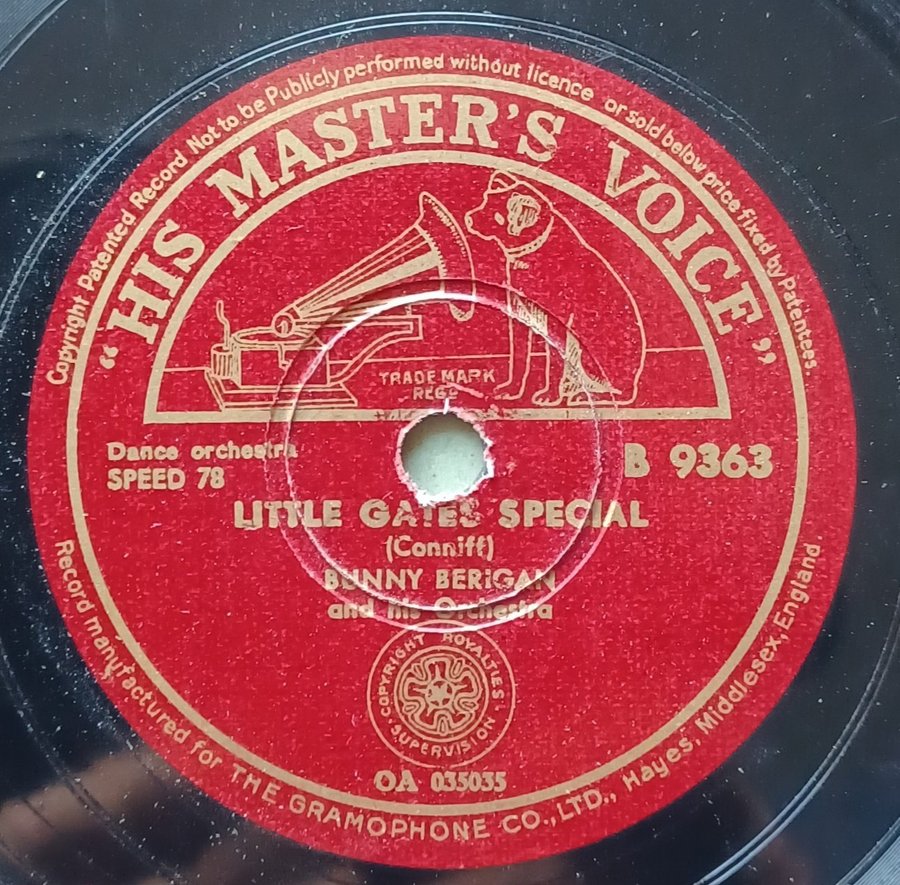 Copyright Patented Record Not to be Publicly performed without licence or sold below price fixed by Patentees.
"HIS MASTER'S VOICE"
TRADE MARK
REGD
Dance orchestra
SPEED 78
B 9363
LITTLE GATES SPECIAL
(Conniff)
BUNNY BERIGAN
and his Orchestra
COPYRIGHT ROYALTIES
SUPERVISION
OA 035035
Record manufactured for THE GRAMOPHONE CO., LTD., Hayes, Middlesex, England.